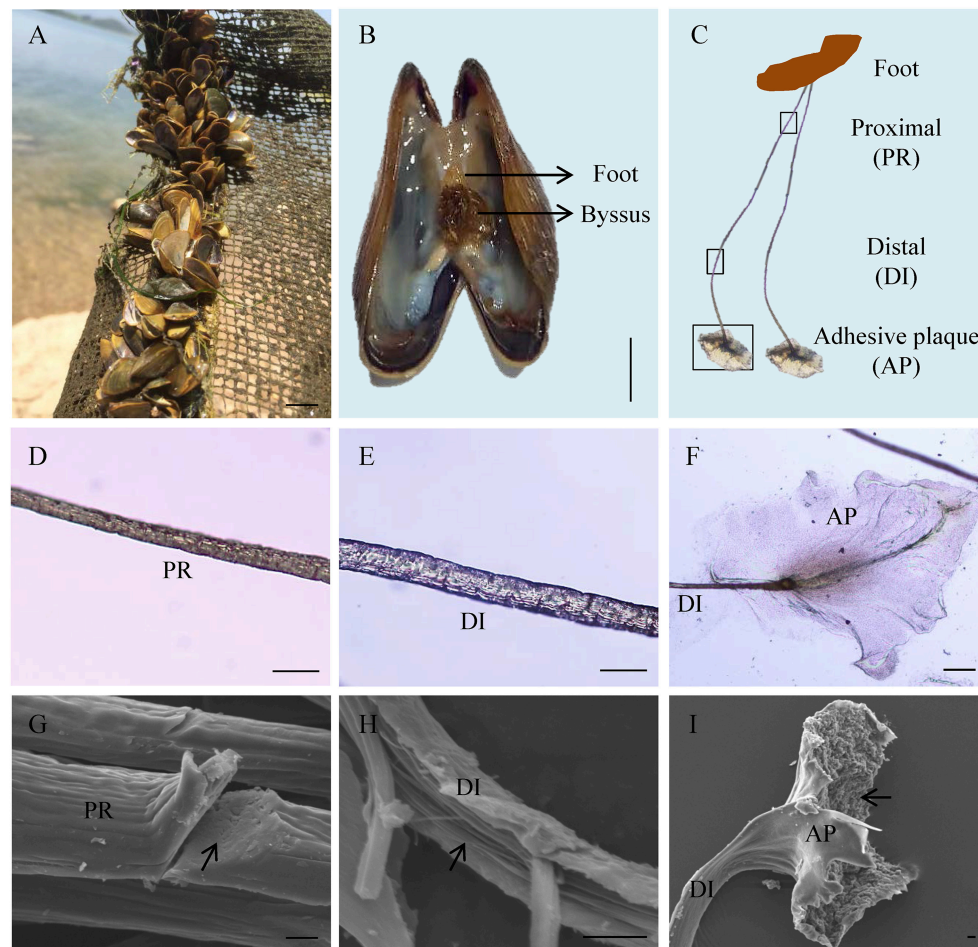 A
B
Foot
Byssus
C
Foot
Proximal
(PR)
Distal
(DI)
Adhesive plaque
(AP)
D
PR
E
DI
F
AP
DI
G
PR
H
DI
I
AP
DI